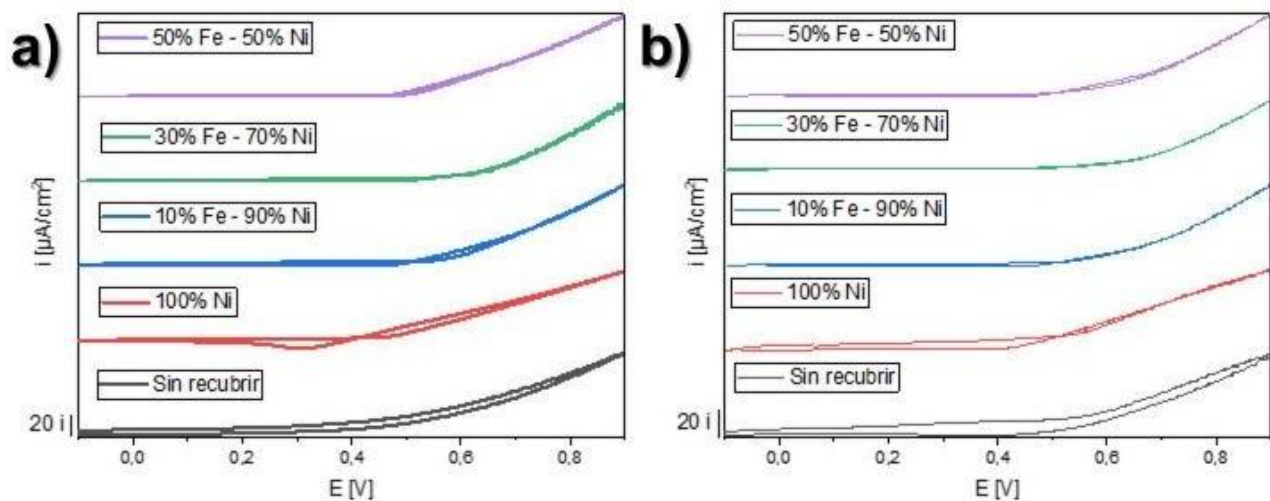 a)
50% Fe - 50% Ni
30% Fe - 70% Ni
10% Fe - 90% Ni
100% Ni
Sin recubrir
i [µA/cm²]
20 i|
0,0 0,2 0,4 0,6 0,8
E [V]
b)
50% Fe - 50% Ni
30% Fe - 70% Ni
10% Fe - 90% Ni
100% Ni
Sin recubrir
i [µA/cm²]
20 i|
0,0 0,2 0,4 0,6 0,8
E [V]